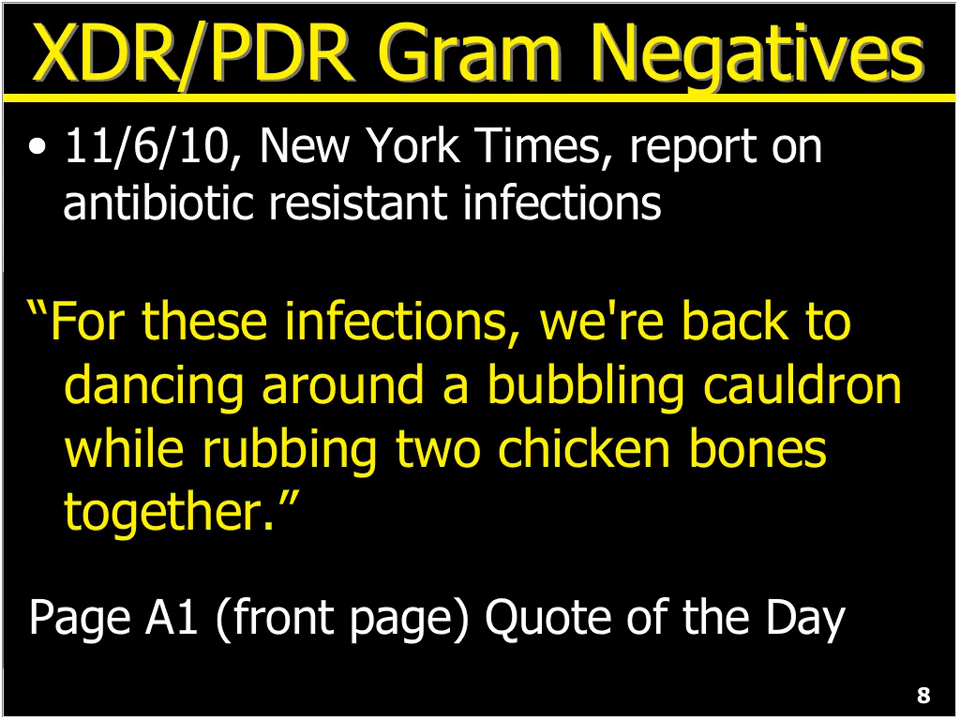 XDR/PDR Gram Negatives
• 11/6/10, New York Times, report on
antibiotic resistant infections
“For these infections, we're back to
dancing around a bubbling cauldron
while rubbing two chicken bones
together.”
Page A1 (front page) Quote of the Day
8